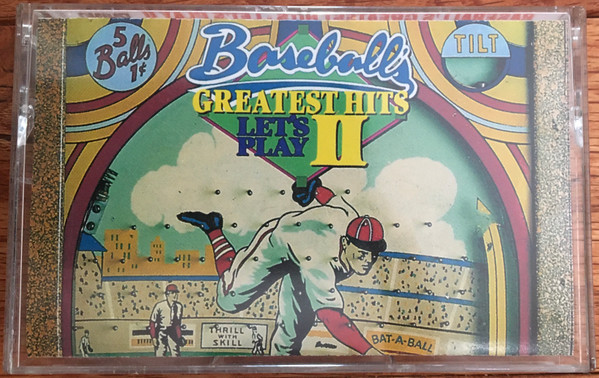 5
Balls
1¢
Baseball's
TILT
GREATEST HITS
LET'S
PLAY
II
THRILL
WITH
SKILL
BAT-A-BALL